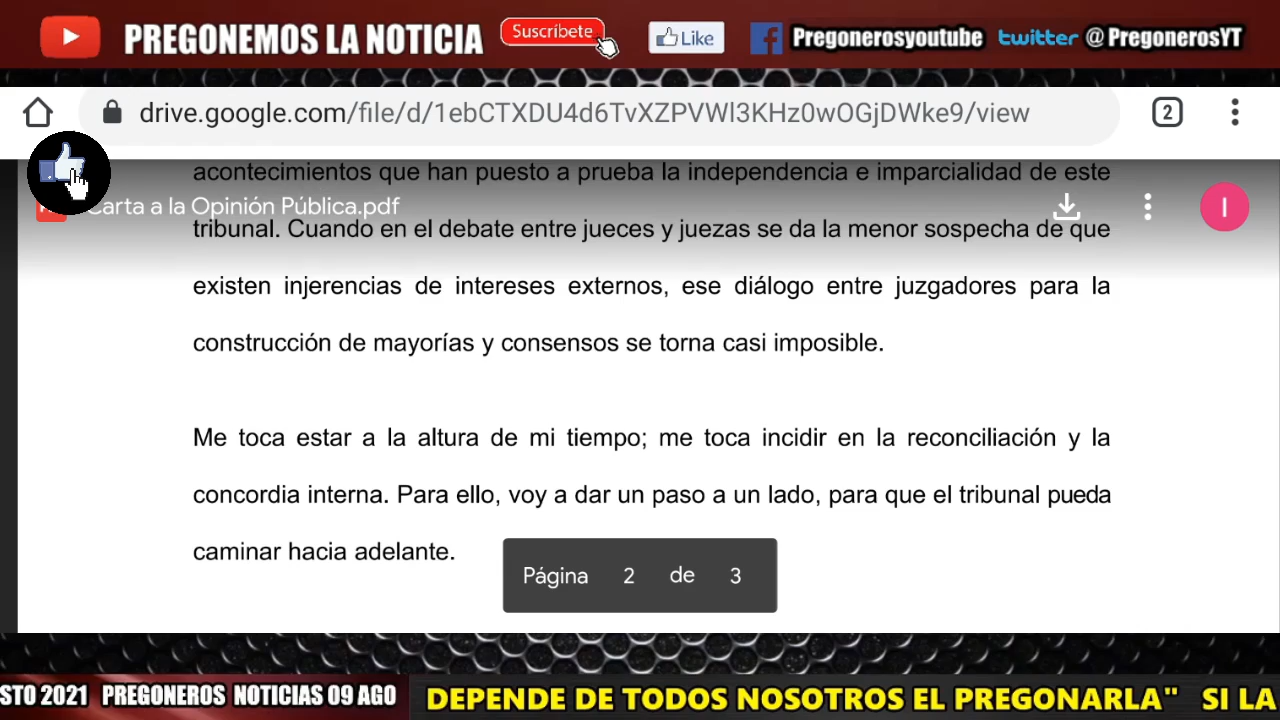 PREGONEMOS LA NOTICIA Suscríbete Like Pregonerosyoutube twitter @PregonerosYT
drive.google.com/file/d/1ebCTXDU4d6TvXZPVWl3KHz0wOGjDWke9/view 2
acontecimientos que han puesto a prueba la independencia e imparcialidad de este
Carta a la Opinión Pública.pdf I
tribunal. Cuando en el debate entre jueces y juezas se da la menor sospecha de que
existen injerencias de intereses externos, ese diálogo entre juzgadores para la
construcción de mayorías y consensos se torna casi imposible.
Me toca estar a la altura de mi tiempo; me toca incidir en la reconciliación y la
concordia interna. Para ello, voy a dar un paso a un lado, para que el tribunal pueda
caminar hacia adelante.
Página 2 de 3
STO 2021 PREGONEROS NOTICIAS 09 AGO DEPENDE DE TODOS NOSOTROS EL PREGONARLA" SI LA